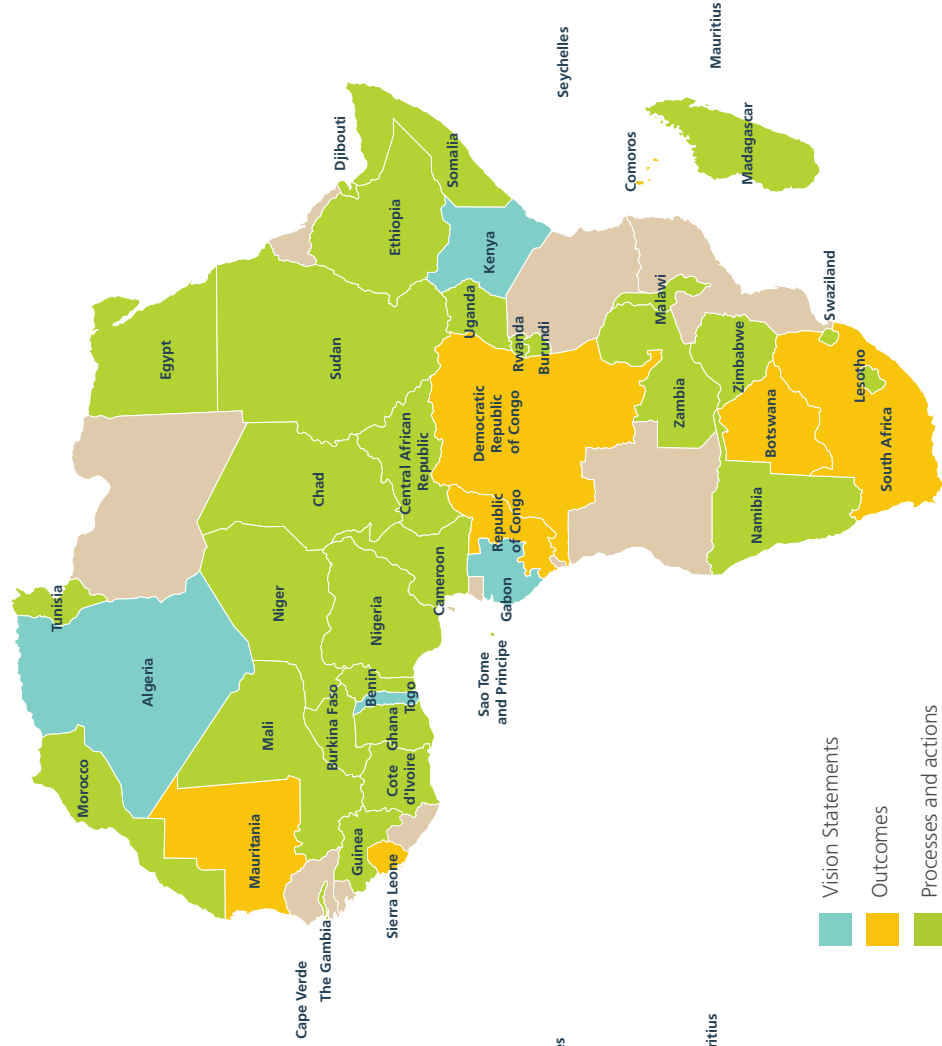 Tunisia
Morocco
Algeria
Egypt
Mauritania
Mali
Niger
Chad
Sudan
Djibouti
Cape Verde
The Gambia
Guinea
Sierra Leone
Cote
d'Ivoire
Burkina Faso
Ghana
Togo
Benin
Nigeria
Cameroon
Central African
Republic
Ethiopia
Somalia
Sao Tome
and Principe
Gabon
Republic
of Congo
Democratic
Republic
of Congo
Uganda
Kenya
Rwanda
Burundi
Seychelles
Comoros
Malawi
Zambia
Zimbabwe
Madagascar
Mauritius
Namibia
Botswana
Swaziland
Lesotho
South Africa
es
ritius
Vision Statements
Outcomes
Processes and actions